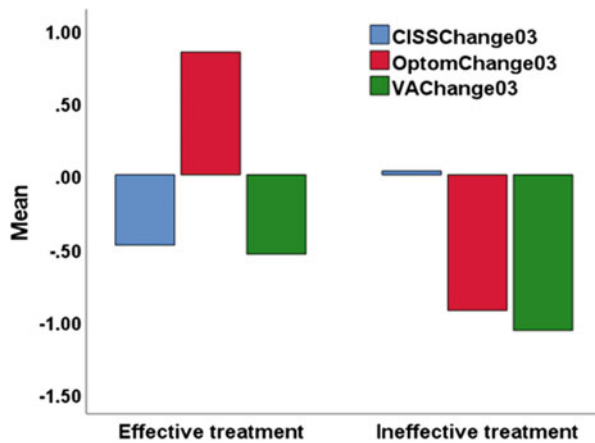 1.00
.50
.00
-.50
-1.00
-1.50
Mean
CISSChange03
OptomChange03
VAChange03
Effective treatment
Ineffective treatment